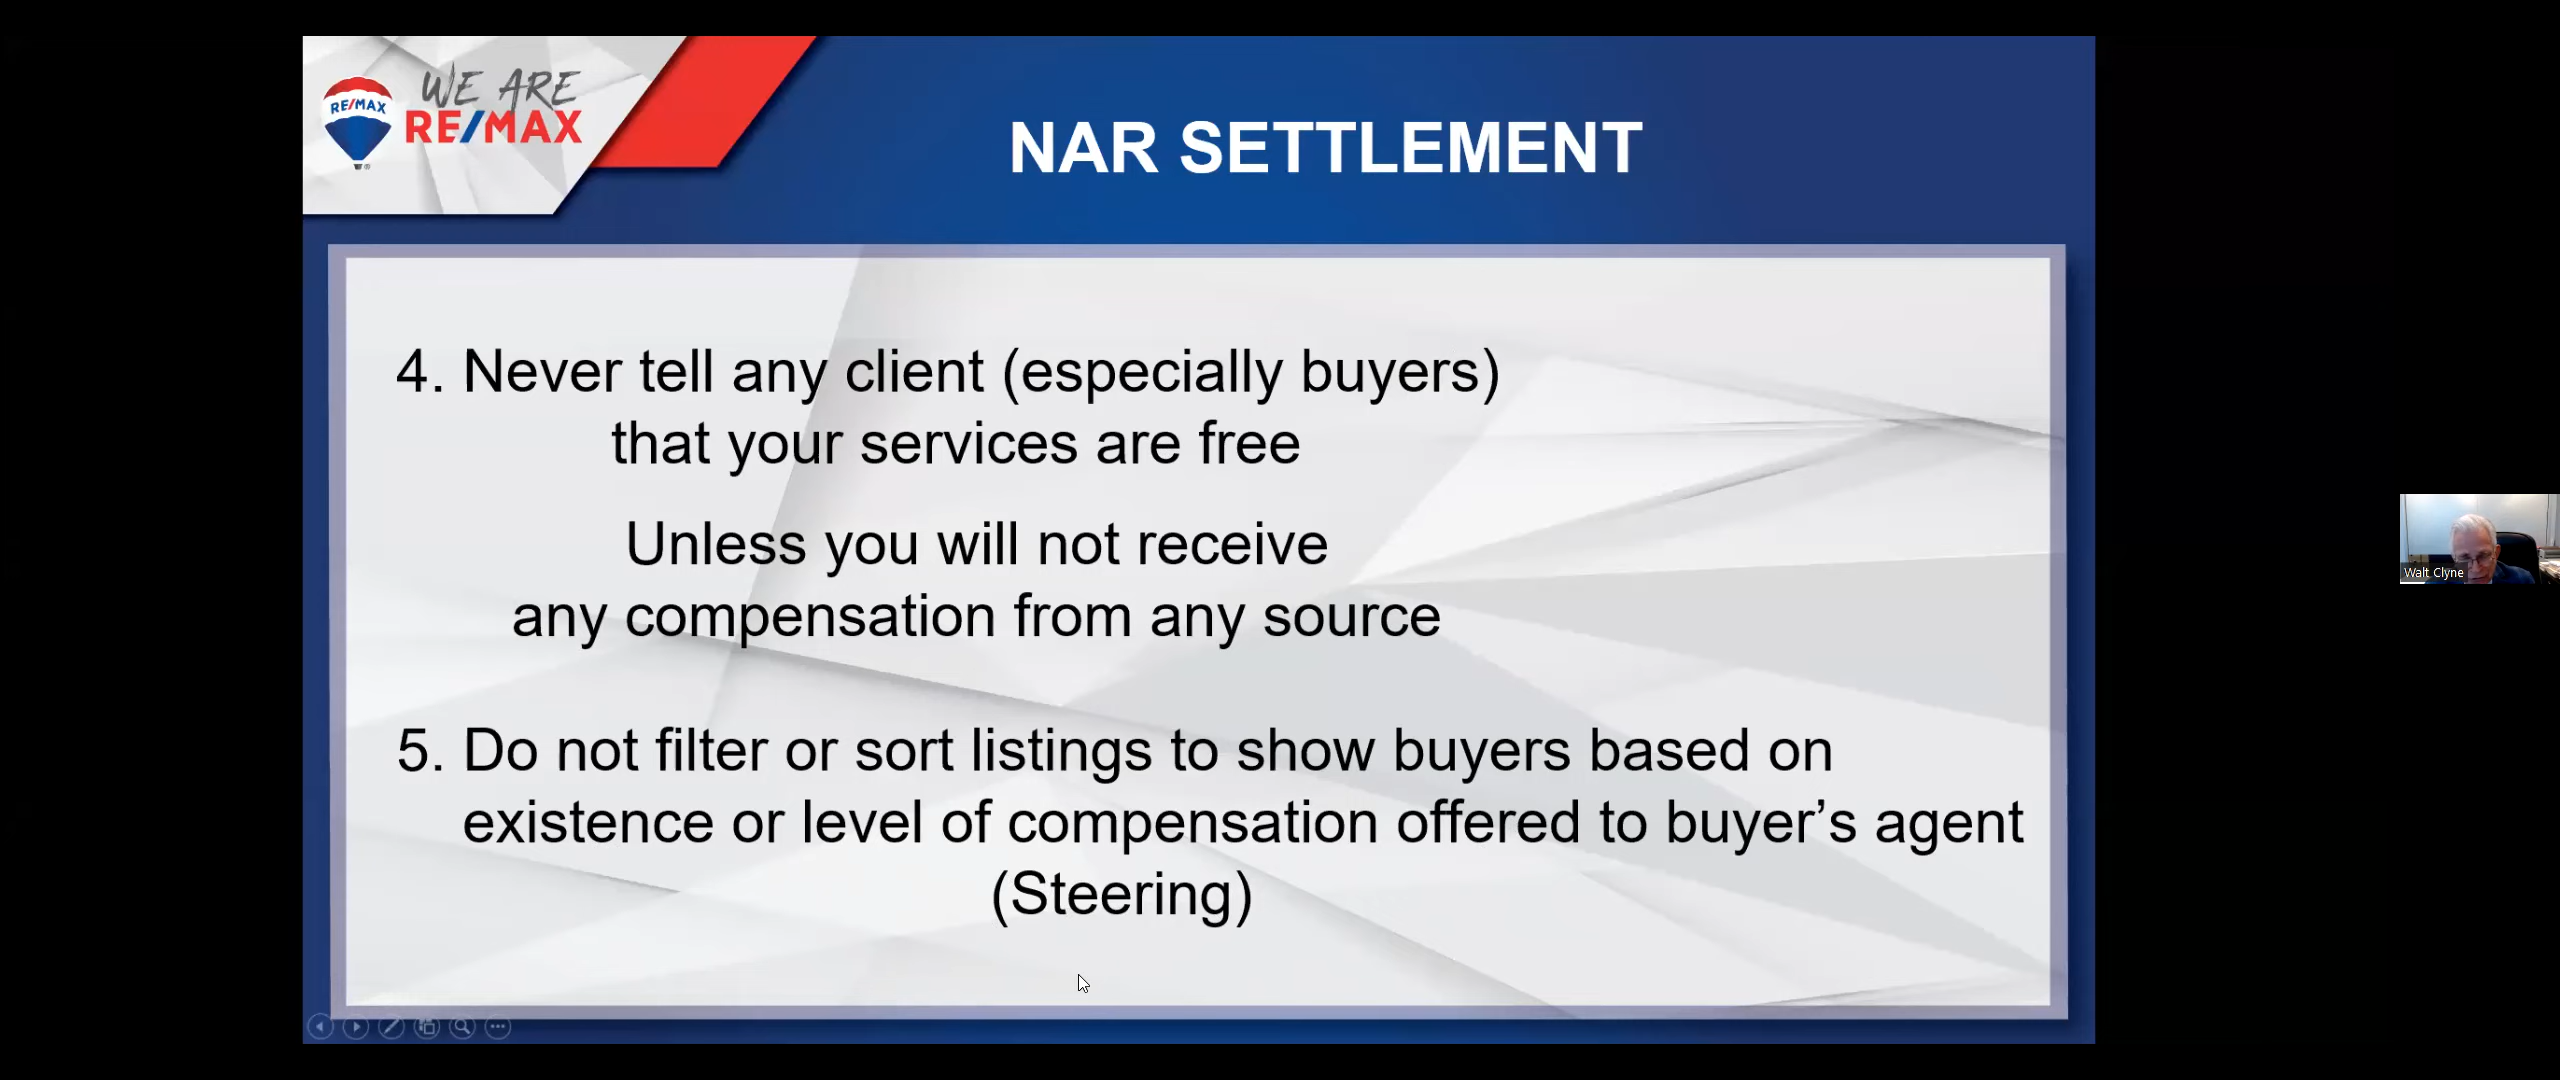 WE ARE
RE/MAX
RE/MAX
NAR SETTLEMENT
4. Never tell any client (especially buyers)
that your services are free
Unless you will not receive
any compensation from any source
5. Do not filter or sort listings to show buyers based on
existence or level of compensation offered to buyer’s agent
(Steering)
Walt Clyne